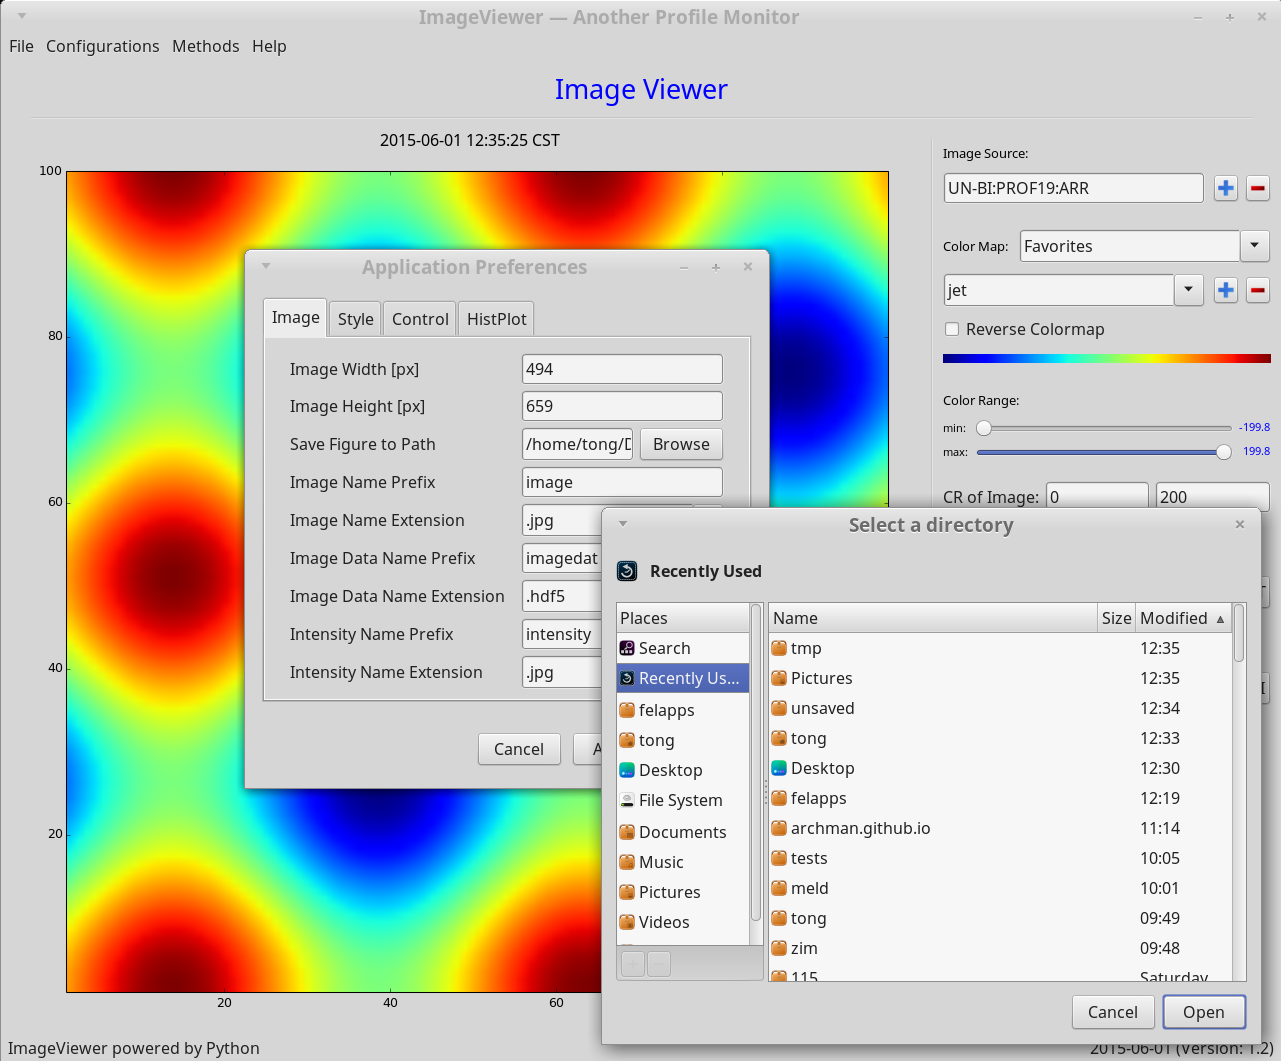 ImageViewer — Another Profile Monitor
File Configurations Methods Help
Image Viewer
2015-06-01 12:35:25 CST
100
80
60
40
20
20
40
60
Image Source:
UN-BI:PROF19:ARR
Color Map: Favorites
jet
Reverse Colormap
Color Range:
min: -199.8
max: 199.8
CR of Image: 0 200
Application Preferences
Image Style Control HistPlot
Image Width [px] 494
Image Height [px] 659
Save Figure to Path /home/tong/D Browse
Image Name Prefix image
Image Name Extension .jpg
Image Data Name Prefix imagedat
Image Data Name Extension .hdf5
Intensity Name Prefix intensity
Intensity Name Extension .jpg
Cancel
Select a directory
Recently Used
Places
Search
Recently Us...
felapps
tong
Desktop
File System
Documents
Music
Pictures
Videos
Name Size Modified
tmp 12:35
Pictures 12:35
unsaved 12:34
tong 12:33
Desktop 12:30
felapps 12:19
archman.github.io 11:14
tests 10:05
meld 10:01
tong 09:49
zim 09:48
115 Saturday
Cancel Open
ImageViewer powered by Python
2015-06-01 (Version: 1.2)